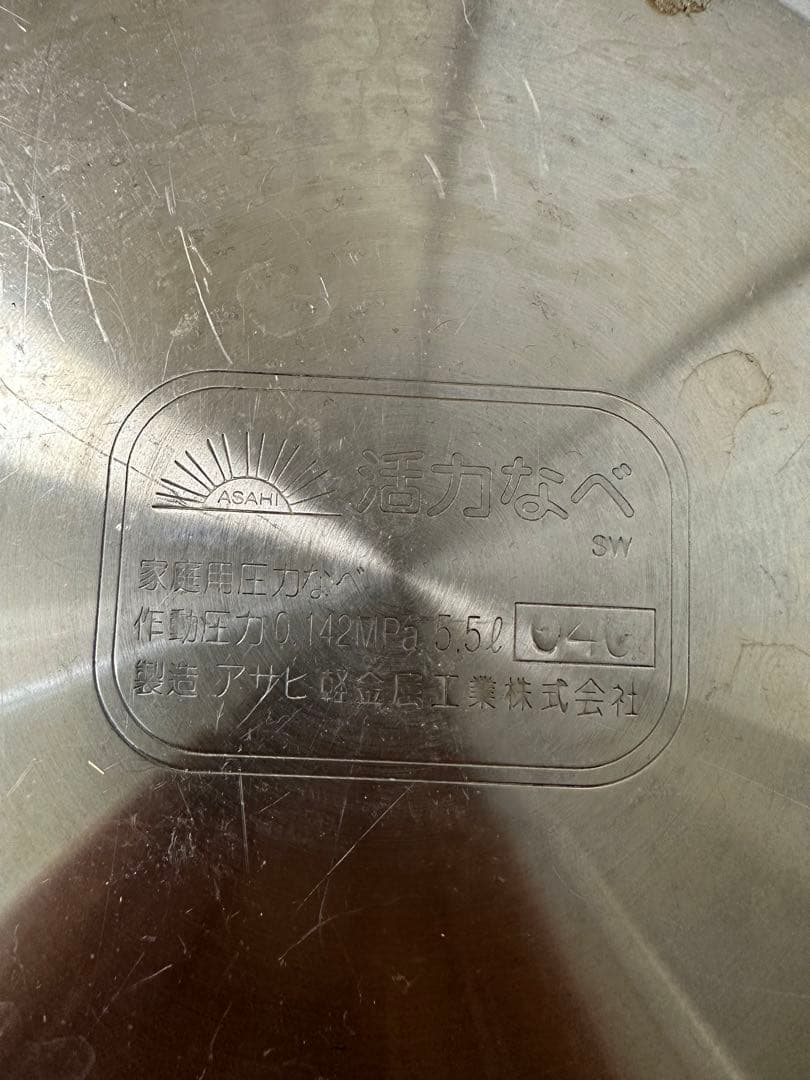 ASAHI 活力なべ
SW
家庭用圧力なべ
作動圧力0.142MPa 5.5ℓ
製造 アサヒ軽金属工業株式会社